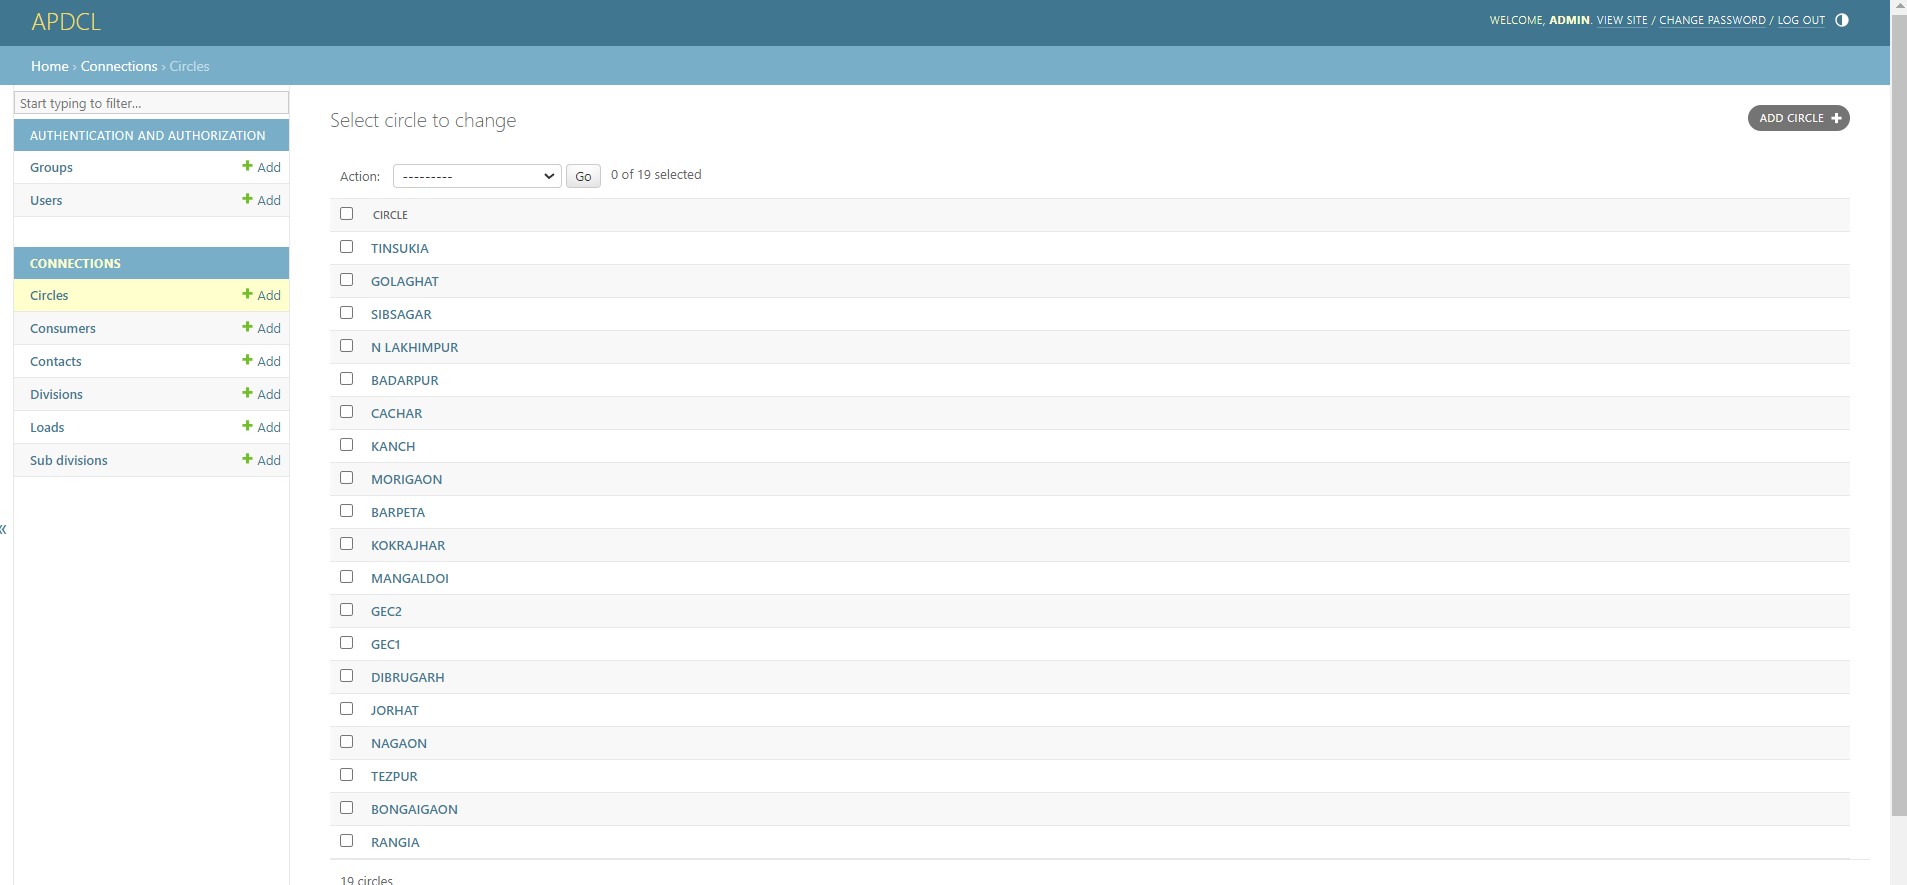 APDCL
WELCOME, ADMIN. VIEW SITE / CHANGE PASSWORD / LOG OUT
Home › Connections › Circles
Start typing to filter...
AUTHENTICATION AND AUTHORIZATION
Groups + Add
Users + Add
CONNECTIONS
Circles + Add
Consumers + Add
Contacts + Add
Divisions + Add
Loads + Add
Sub divisions + Add
«
Select circle to change
ADD CIRCLE +
Action: --------- Go 0 of 19 selected
CIRCLE
TINSUKIA
GOLAGHAT
SIBSAGAR
N LAKHIMPUR
BADARPUR
CACHAR
KANCH
MORIGAON
BARPETA
KOKRAJHAR
MANGALDOI
GEC2
GEC1
DIBRUGARH
JORHAT
NAGAON
TEZPUR
BONGAIGAON
RANGIA
19 circles